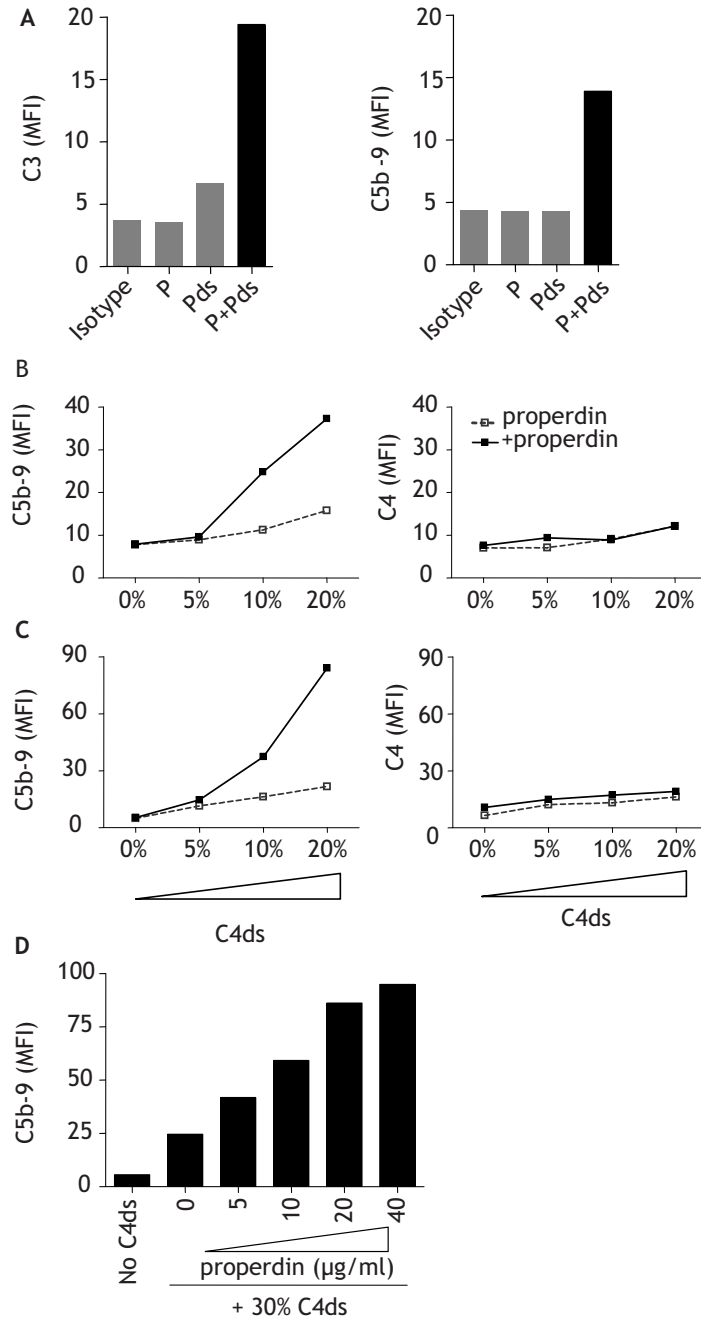 A
C3 (MFI)
20
15
10
5
0
Isotype
P
Pds
P+Pds
C5b -9 (MFI)
20
15
10
5
0
Isotype
P
Pds
P+Pds
B
C5b-9 (MFI)
40
30
20
10
0
0% 5% 10% 20%
C4 (MFI)
40
30
20
10
0
properdin
+properdin
0% 5% 10% 20%
C
C5b-9 (MFI)
90
60
30
0
0% 5% 10% 20%
C4ds
C4 (MFI)
90
60
30
0
0% 5% 10% 20%
C4ds
D
C5b-9 (MFI)
100
75
50
25
0
No C4ds
0
5
10
20
40
properdin (µg/ml)
+ 30% C4ds